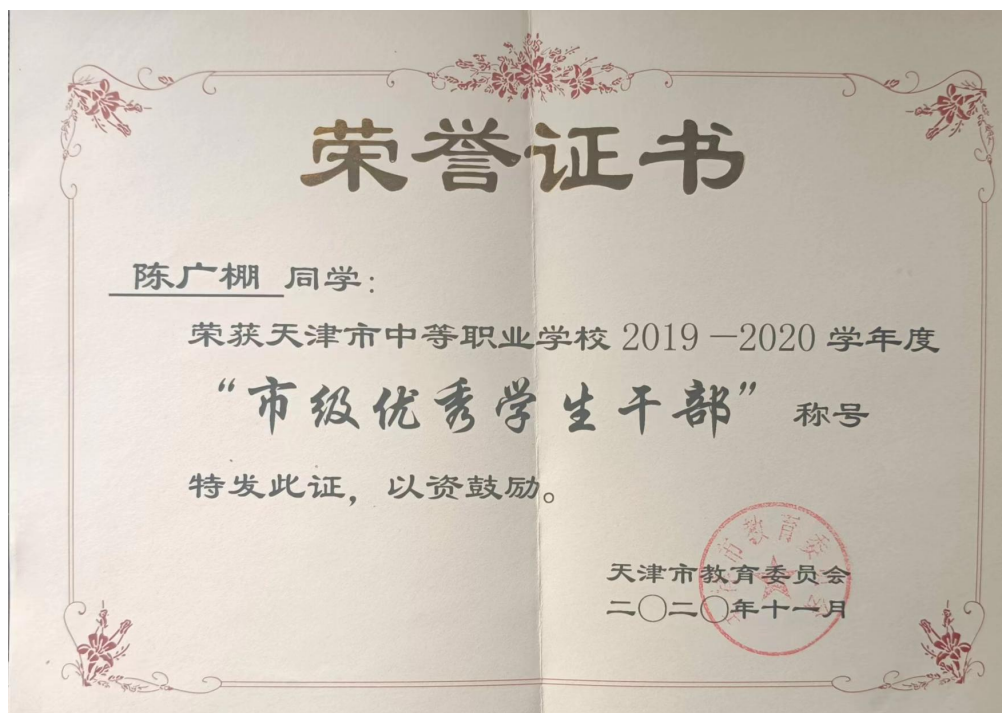 荣誉证书
陈广棚 同学：
荣获天津市中等职业学校 2019－2020 学年度
“市级优秀学生干部” 称号
特发此证，以资鼓励。
天津市教育委员会
二〇二〇年十一月